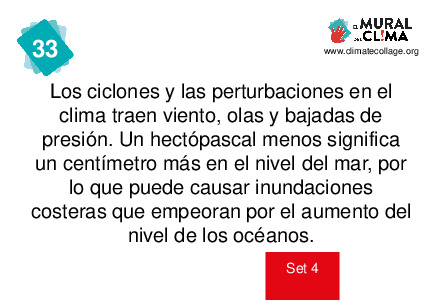 33
EL MURAL
DEL CL!MA
www.climatecollage.org
Los ciclones y las perturbaciones en el
clima traen viento, olas y bajadas de
presión. Un hectópascal menos significa
un centímetro más en el nivel del mar, por
lo que puede causar inundaciones
costeras que empeoran por el aumento del
nivel de los océanos.
Set 4